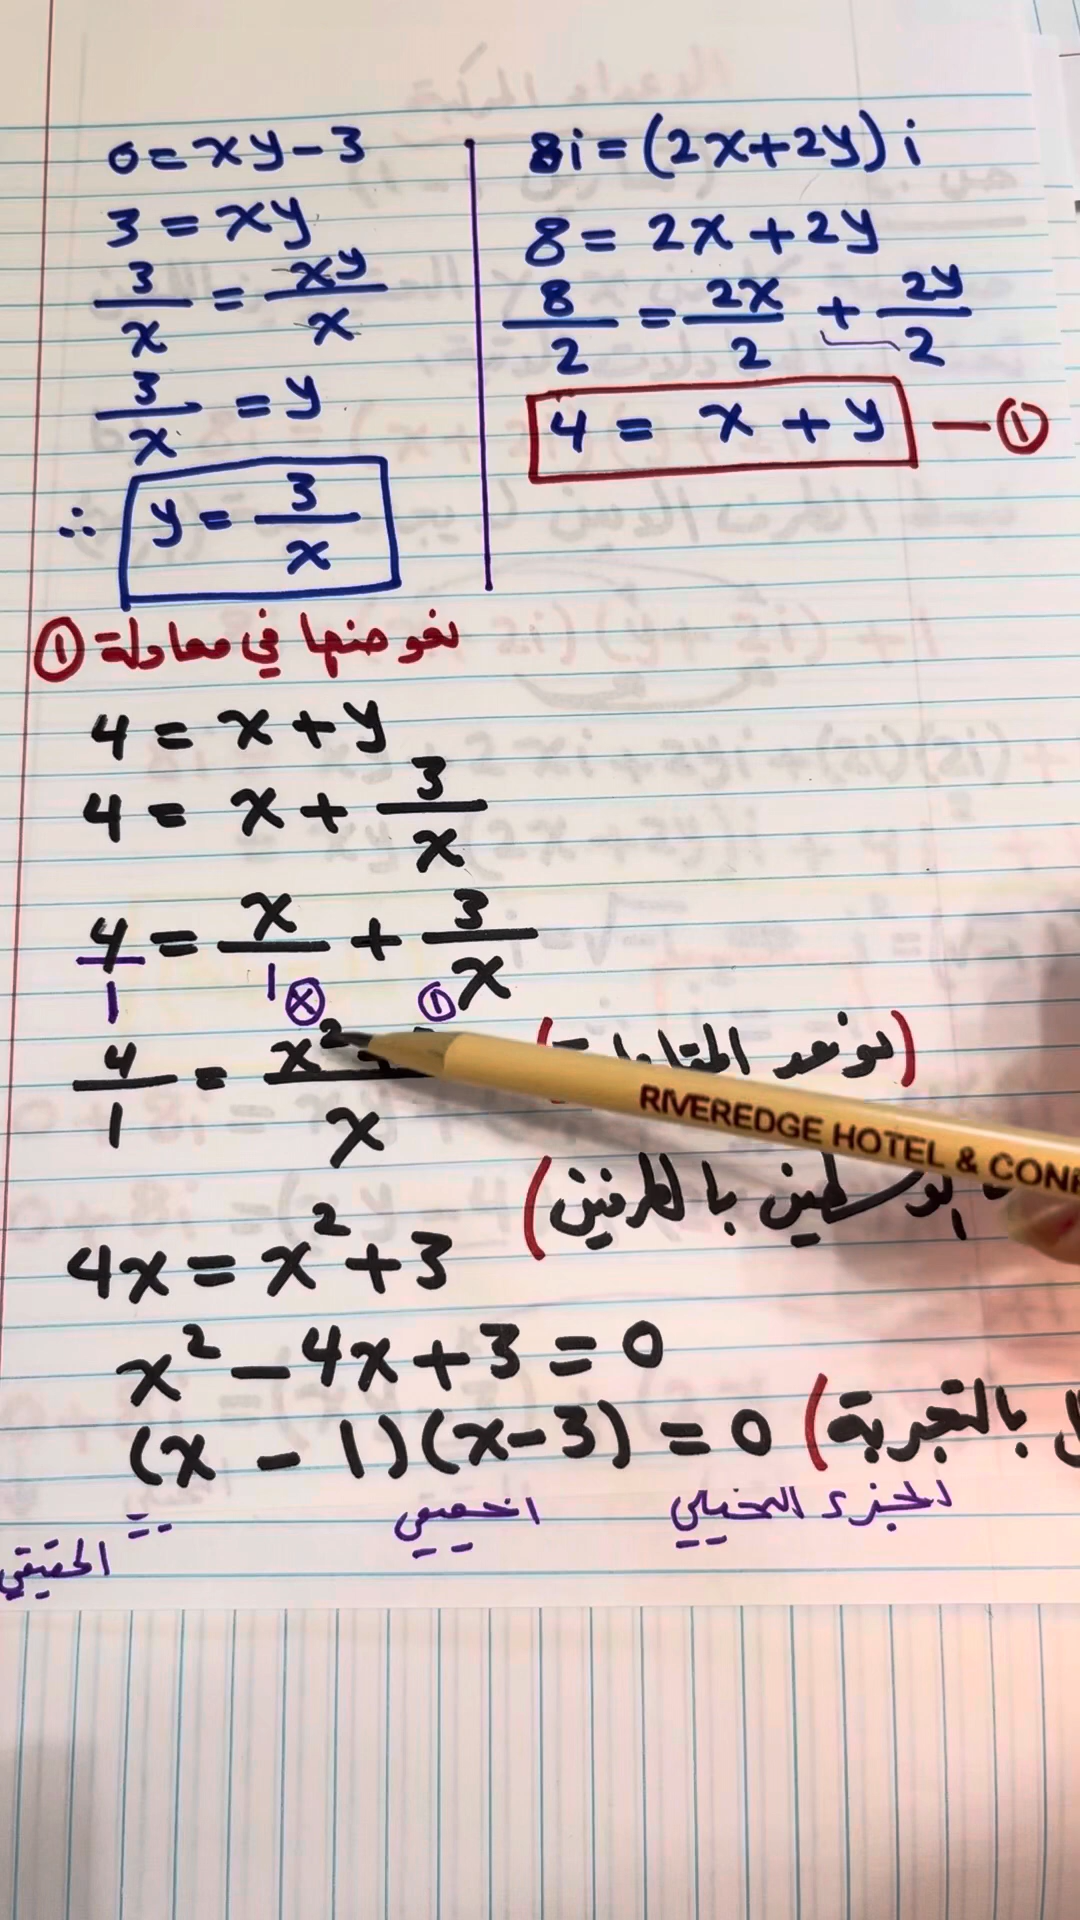 0 = xy - 3
3 = xy
3/x = xy/x
3/x = y
∴ y = 3/x
8i = (2x+2y) i
8 = 2x + 2y
8/2 = 2x/2 + 2y/2
4 = x + y — ①
نعوضها في معادلة ①
4 = x + y
4 = x + 3/x
4/1 = x/1 + 3/x
ⓧ ①
4/1 = x² / x
(نوحد
RIVEREDGE HOTEL & CONF
الوسطين بالطرفين)
4x = x² + 3
x² - 4x + 3 = 0
(x - 1)(x - 3) = 0 (بالتجربة
الجزء التخيلي
الحقيقي